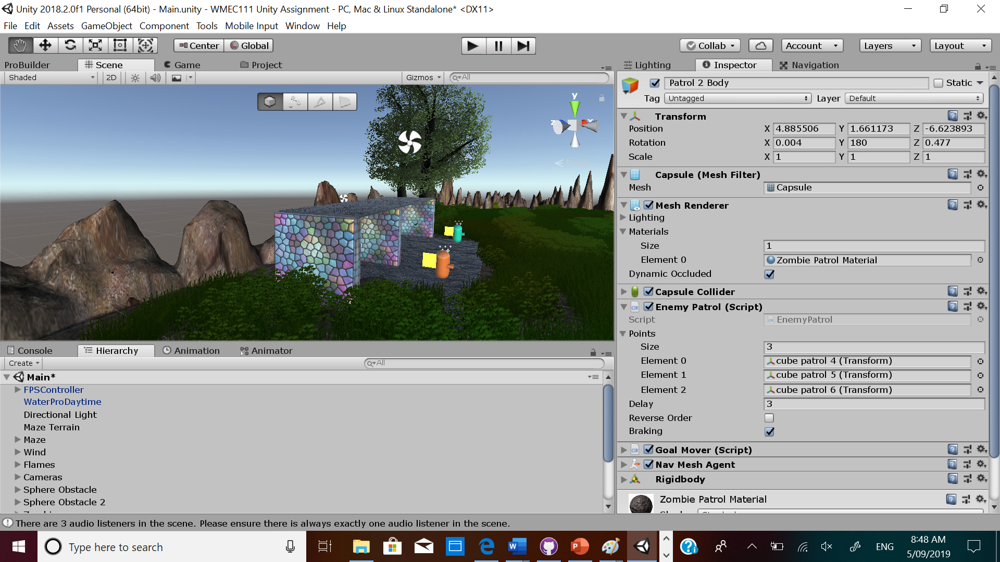 Unity 2018.2.0f1 Personal (64bit) - Main.unity - WMEC111 Unity Assignment - PC, Mac & Linux Standalone* <DX11>
File Edit Assets GameObject Component Tools Mobile Input Window Help
Center Global Collab Account Layers Layout
ProBuilder Scene Game Project
Shaded 2D Gizmos All
y
z x
Persp
Lighting Inspector Navigation
Patrol 2 Body Static
Tag Untagged Layer Default
Transform
Position X 4.885506 Y 1.661173 Z -6.623893
Rotation X 0.004 Y 180 Z 0.477
Scale X 1 Y 1 Z 1
Capsule (Mesh Filter)
Mesh Capsule
Mesh Renderer
Lighting
Materials
Size 1
Element 0 Zombie Patrol Material
Dynamic Occluded
Capsule Collider
Enemy Patrol (Script)
Script EnemyPatrol
Points
Size 3
Element 0 cube patrol 4 (Transform)
Element 1 cube patrol 5 (Transform)
Element 2 cube patrol 6 (Transform)
Delay 3
Reverse Order
Braking
Goal Mover (Script)
Nav Mesh Agent
Rigidbody
Zombie Patrol Material
Console Hierarchy Animation Animator
Create All
Main*
FPSController
WaterProDaytime
Directional Light
Maze Terrain
Maze
Wind
Flames
Cameras
Sphere Obstacle
Sphere Obstacle 2
There are 3 audio listeners in the scene. Please ensure there is always exactly one audio listener in the scene.
Type here to search
ENG
8:48 AM
5/09/2019